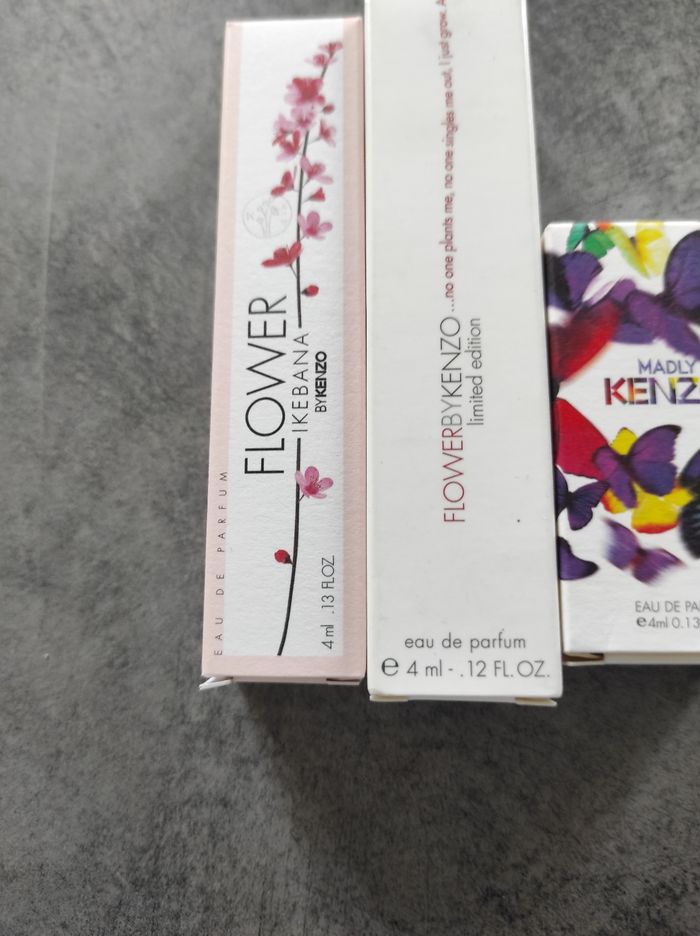 FLOWER
IKEBANA
BYKENZO
EAU DE PARFUM
4 ml .13 FLOZ
FLOWERBYKENZO ...no one plants me, no one singles me out, I just grow.
limited edition
eau de parfum
e 4 ml - .12 FL. OZ.
MADLY
KENZ
EAU DE PA
e4ml 0.13